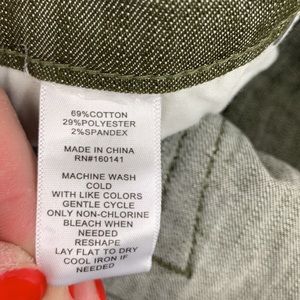 69%COTTON
29%POLYESTER
2%SPANDEX
MADE IN CHINA
RN#160141
MACHINE WASH
COLD
WITH LIKE COLORS
GENTLE CYCLE
ONLY NON-CHLORINE
BLEACH WHEN
NEEDED
RESHAPE
LAY FLAT TO DRY
COOL IRON IF
NEEDED